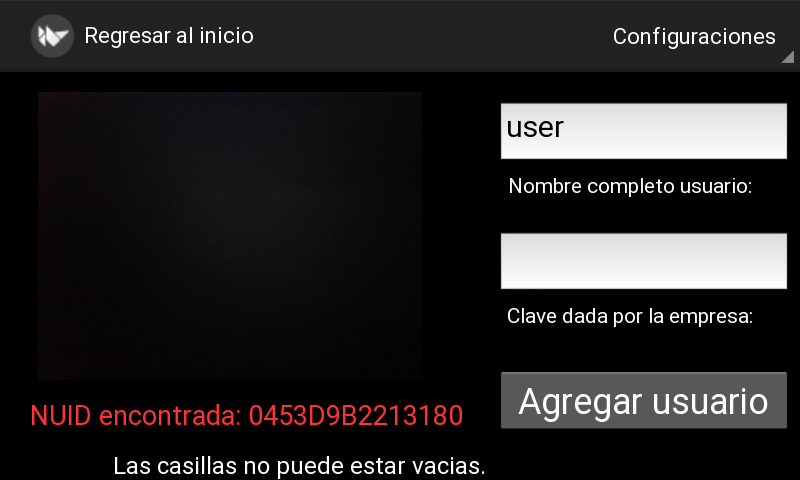 Regresar al inicio
Configuraciones
user
Nombre completo usuario:
Clave dada por la empresa:
Agregar usuario
NUID encontrada: 0453D9B2213180
Las casillas no puede estar vacias.